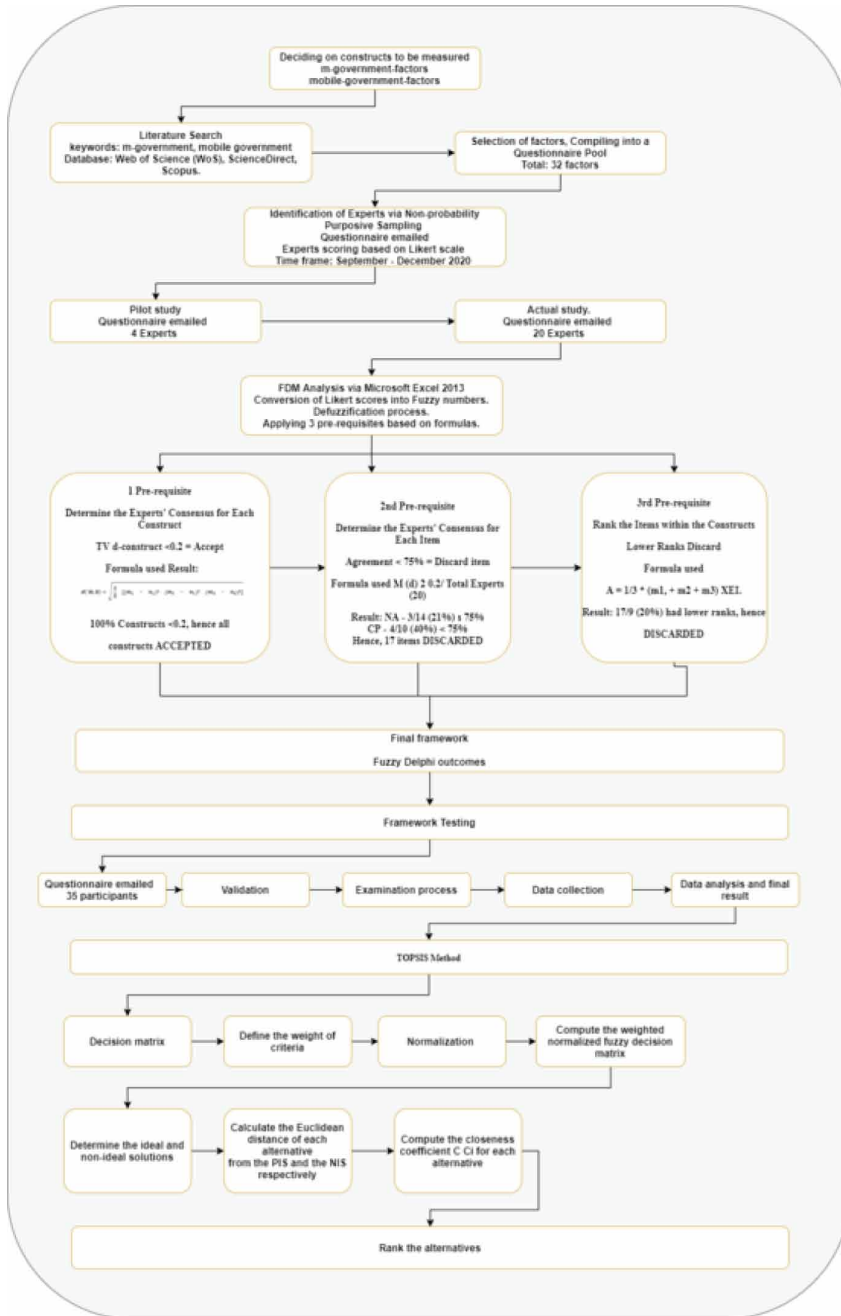 Deciding on constructs to be measured
m-government-factors
mobile-government-factors
Literature Search
keywords: m-government, mobile government
Database: Web of Science (WoS), ScienceDirect,
Scopus.
Selection of factors, Compiling into a
Questionnaire Pool
Total: 32 factors
Identification of Experts via Non-probability
Purposive Sampling
Questionnaire emailed
Experts scoring based on Likert scale
Time frame: September - December 2020
Pilot study
Questionnaire emailed
4 Experts
Actual study.
Questionnaire emailed
20 Experts
FDM Analysis via Microsoft Excel 2013
Conversion of Likert scores into Fuzzy numbers.
Defuzzification process.
Applying 3 pre-requisites based on formulas.
1 Pre-requisite
Determine the Experts' Consensus for Each
Construct
TV d-construct <0.2 = Accept
Formula used Result:
100% Constructs <0.2, hence all
constructs ACCEPTED
2nd Pre-requisite
Determine the Experts' Consensus for
Each Item
Agreement < 75% = Discard item
Formula used M (d) 2 0.2/ Total Experts
(20)
Result: NA - 3/14 (21%) s 75%
CP - 4/10 (40%) < 75%
Hence, 17 items DISCARDED
3rd Pre-requisite
Rank the Items within the Constructs
Lower Ranks Discard
Formula used
A = 1/3 * (m1, + m2 + m3) XEL
Result: 17/9 (20%) had lower ranks, hence
DISCARDED
Final framework
Fuzzy Delphi outcomes
Framework Testing
Questionnaire emailed
35 participants
Validation
Examination process
Data collection
Data analysis and final
result
TOPSIS Method
Decision matrix
Define the weight of
criteria
Normalization
Compute the weighted
normalized fuzzy decision
matrix
Determine the ideal and
non-ideal solutions
Calculate the Euclidean
distance of each
alternative
from the PIS and the NIS
respectively
Compute the closeness
coefficient C Ci for each
alternative
Rank the alternatives